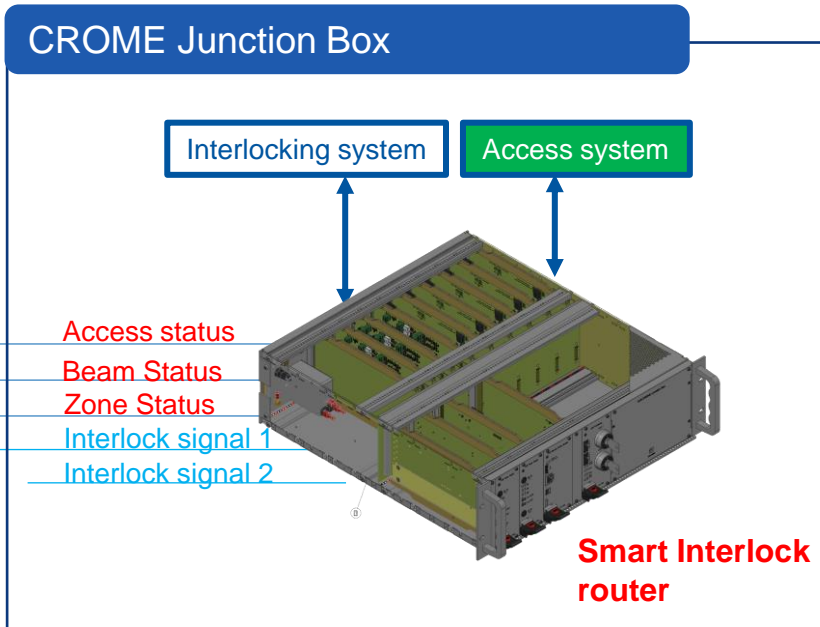 CROME Junction Box
Interlocking system
Access system
Access status
Beam Status
Zone Status
Interlock signal 1
Interlock signal 2
Smart Interlock
router